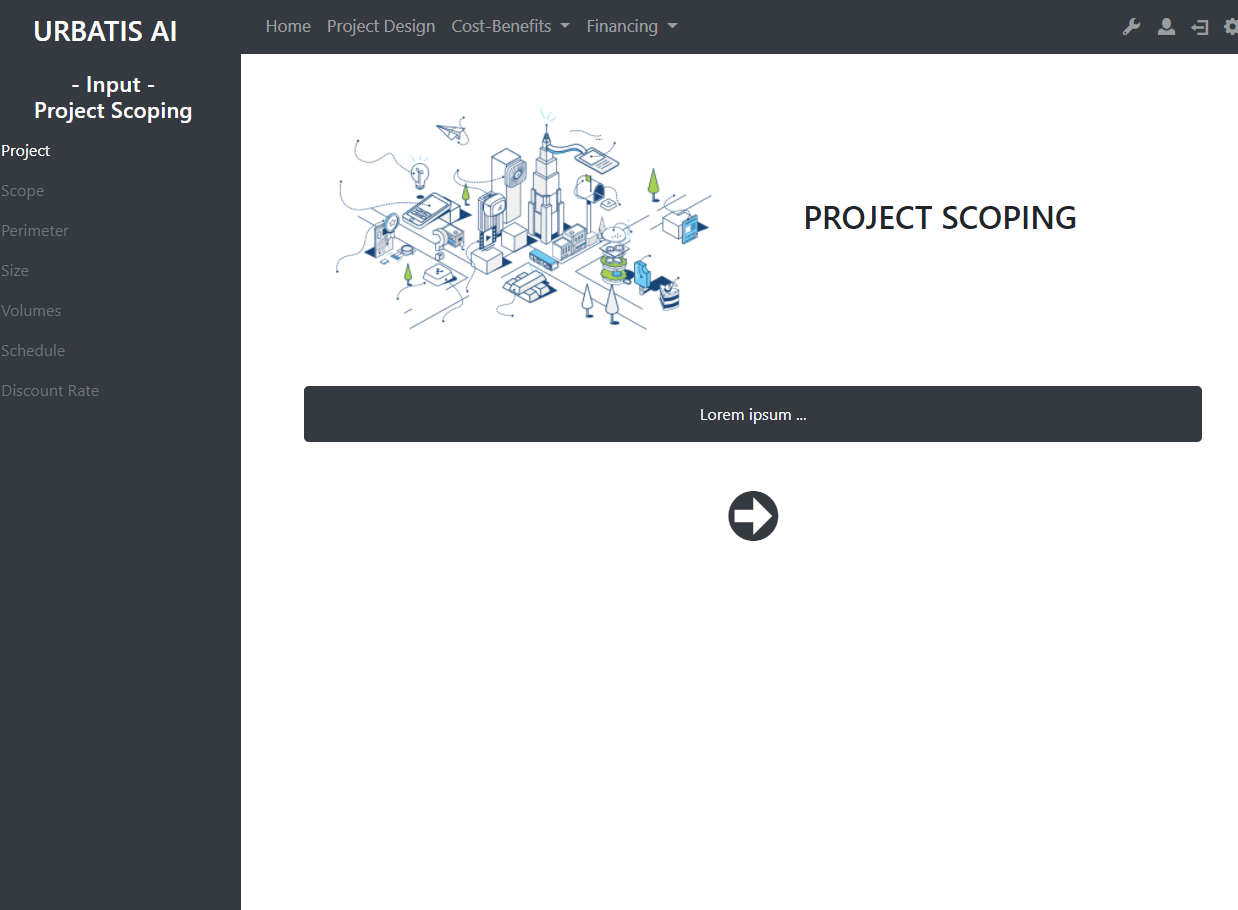 URBATIS AI
Home Project Design Cost-Benefits Financing
- Input -
Project Scoping
Project
Scope
Perimeter
Size
Volumes
Schedule
Discount Rate
PROJECT SCOPING
Lorem ipsum ...